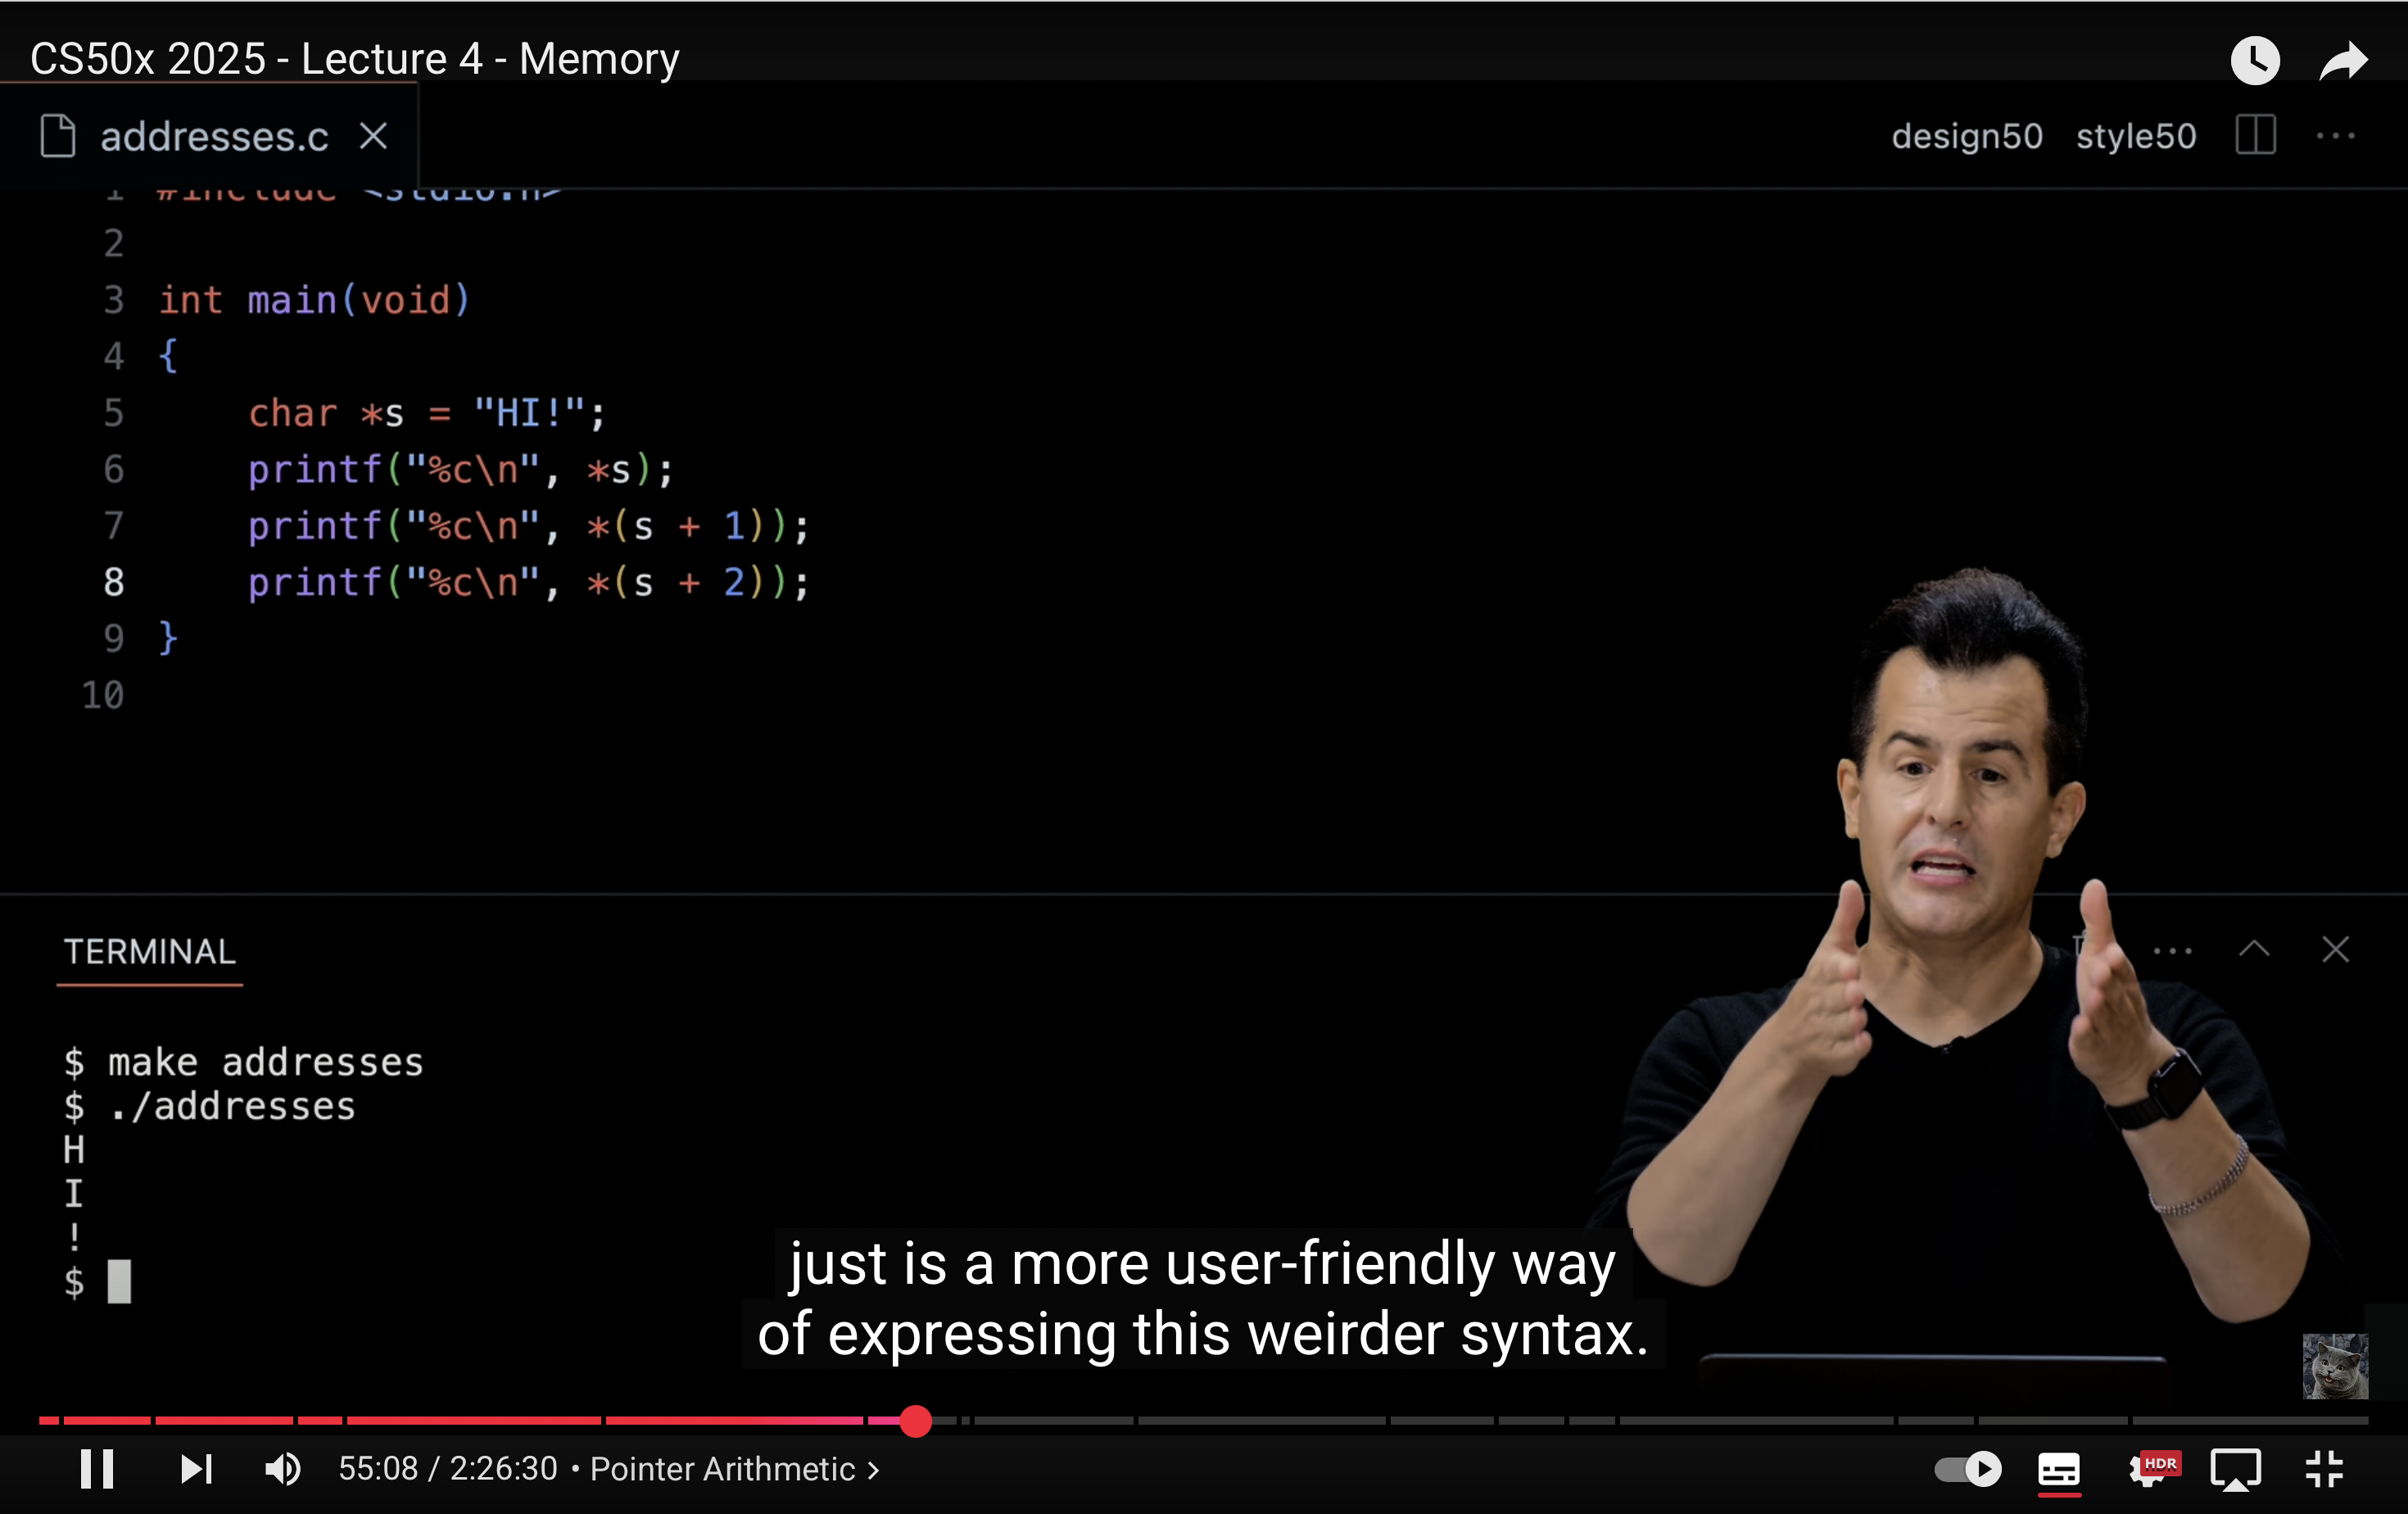 CS50x 2025 - Lecture 4 - Memory
addresses.c
design50 style50
1 #include <stdio.h>
2
3 int main(void)
4 {
5     char *s = "HI!";
6     printf("%c\n", *s);
7     printf("%c\n", *(s + 1));
8     printf("%c\n", *(s + 2));
9 }
10
TERMINAL
$ make addresses
$ ./addresses
H
I
!
$
just is a more user-friendly way
of expressing this weirder syntax.
55:08 / 2:26:30 • Pointer Arithmetic >
HDR